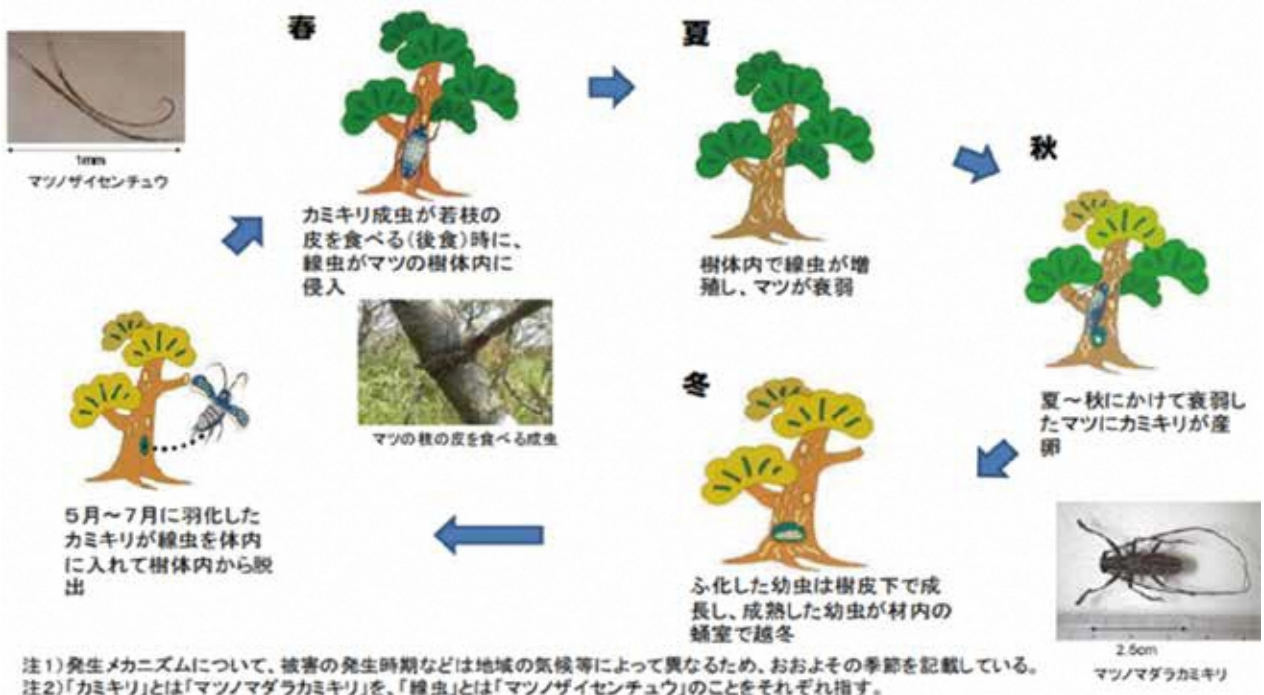 春
1mm
マツノザイセンチュウ
カミキリ成虫が若枝の
皮を食べる(後食)時に、
線虫がマツの樹体内に
侵入
マツの枝の皮を食べる成虫
夏
樹体内で線虫が増
殖し、マツが衰弱
秋
夏~秋にかけて衰弱し
たマツにカミキリが産
卵
冬
ふ化した幼虫は樹皮下で成
長し、成熟した幼虫が材内の
蛹室で越冬
2.5cm
マツノマダラカミキリ
5月~7月に羽化した
カミキリが線虫を体内
に入れて樹体内から脱
出
注1)発生メカニズムについて、被害の発生時期などは地域の気候等によって異なるため、おおよその季節を記載している。
注2)「カミキリ」とは「マツノマダラカミキリ」を、「線虫」とは「マツノザイセンチュウ」のことをそれぞれ指す。